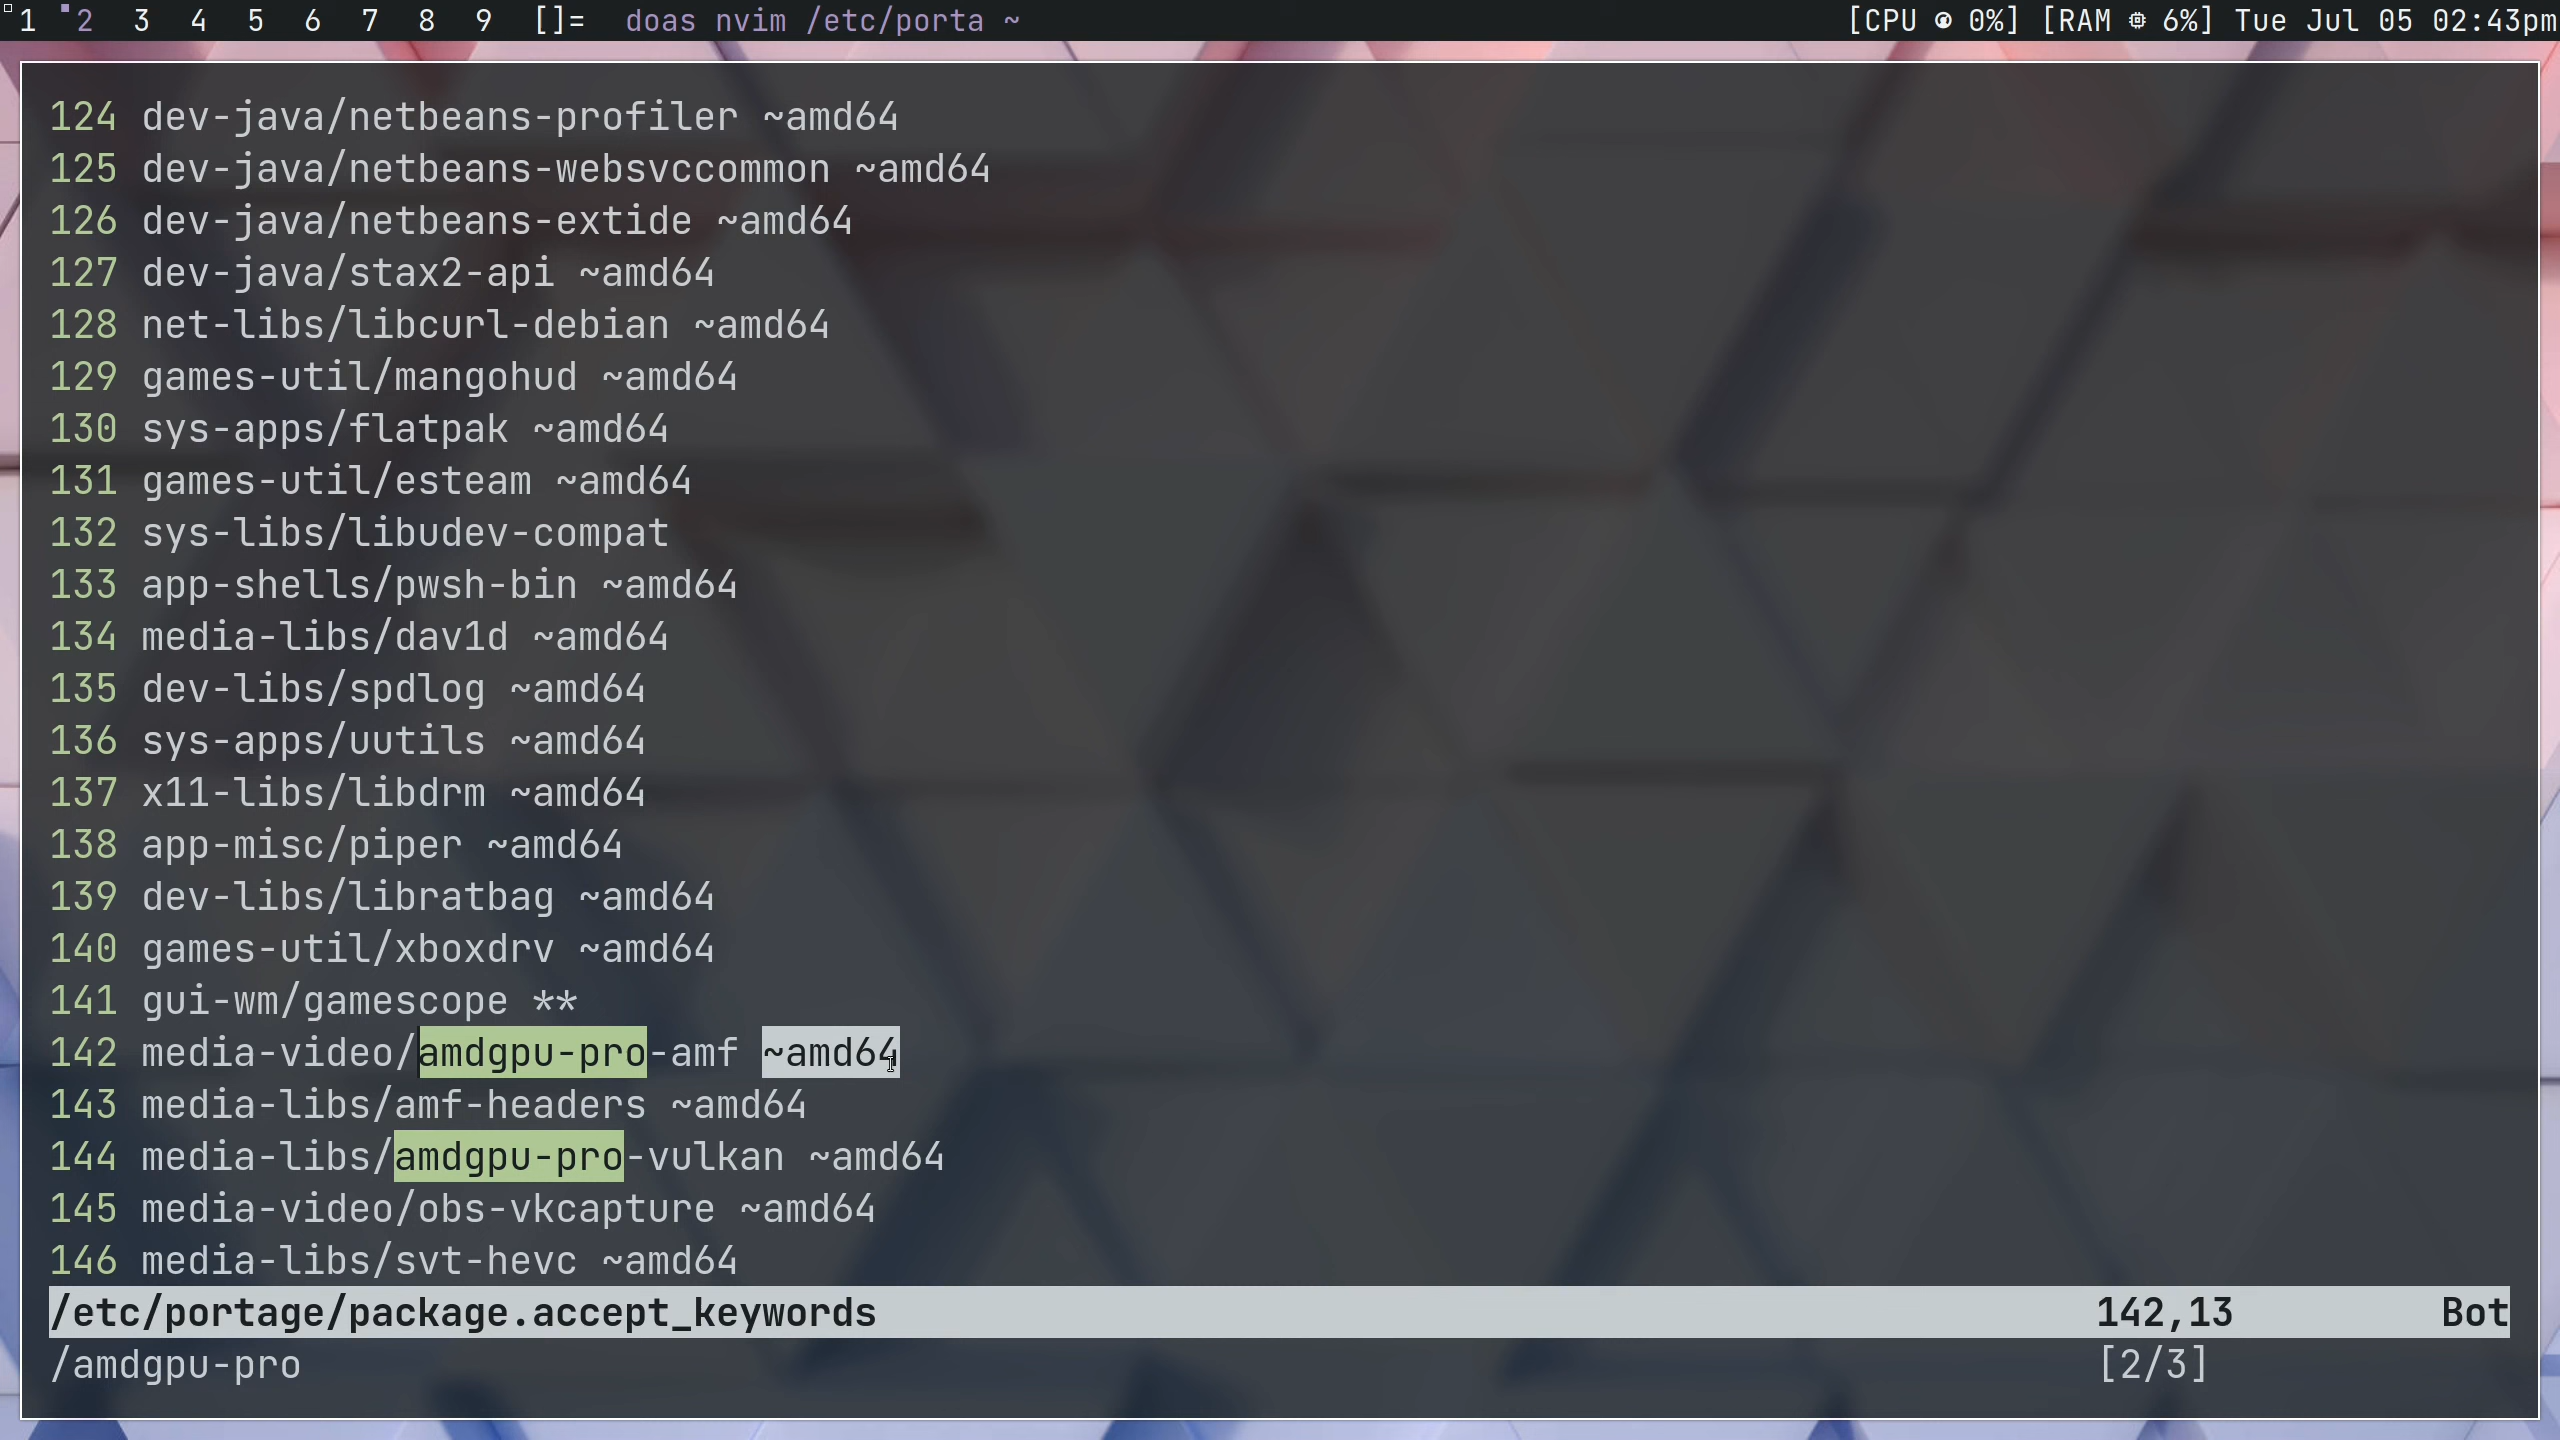 1 2 3 4 5 6 7 8 9 []= doas nvim /etc/porta ~ [CPU 0%] [RAM 6%] Tue Jul 05 02:43pm
124 dev-java/netbeans-profiler ~amd64
125 dev-java/netbeans-websvccommon ~amd64
126 dev-java/netbeans-extide ~amd64
127 dev-java/stax2-api ~amd64
128 net-libs/libcurl-debian ~amd64
129 games-util/mangohud ~amd64
130 sys-apps/flatpak ~amd64
131 games-util/esteam ~amd64
132 sys-libs/libudev-compat
133 app-shells/pwsh-bin ~amd64
134 media-libs/dav1d ~amd64
135 dev-libs/spdlog ~amd64
136 sys-apps/uutils ~amd64
137 x11-libs/libdrm ~amd64
138 app-misc/piper ~amd64
139 dev-libs/libratbag ~amd64
140 games-util/xboxdrv ~amd64
141 gui-wm/gamescope **
142 media-video/amdgpu-pro-amf ~amd64
143 media-libs/amf-headers ~amd64
144 media-libs/amdgpu-pro-vulkan ~amd64
145 media-video/obs-vkcapture ~amd64
146 media-libs/svt-hevc ~amd64
/etc/portage/package.accept_keywords 142,13 Bot
/amdgpu-pro [2/3]